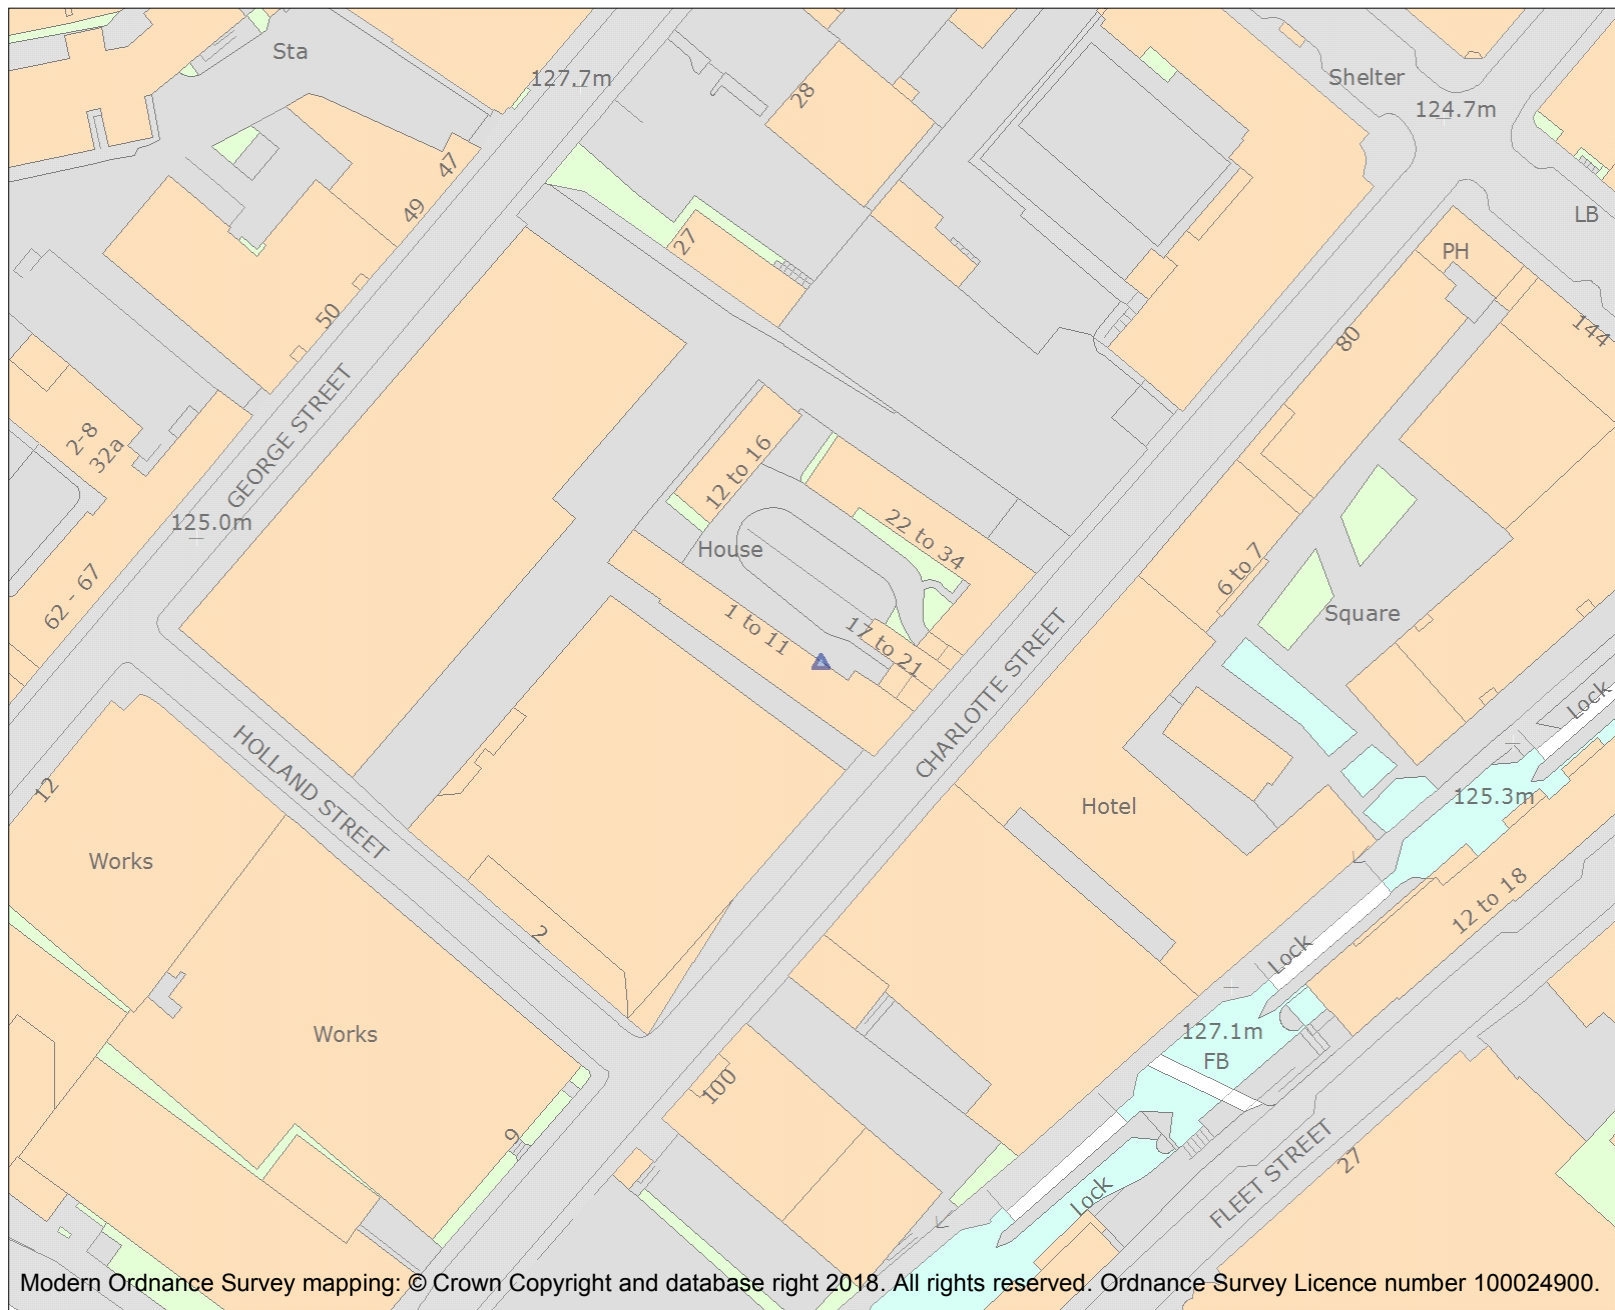 Sta
127.7m
28
Shelter
124.7m
47
49
LB
27
PH
50
80
144
GEORGE STREET
2-8
32a
12 to 16
125.0m
22 to 34
House
62 - 67
6 to 7
1 to 11
17 to 21
Square
CHARLOTTE STREET
Lock
HOLLAND STREET
12
125.3m
Hotel
Works
12 to 18
2
Lock
Works
127.1m
FB
100
9
27
FLEET STREET
Lock
Modern Ordnance Survey mapping: © Crown Copyright and database right 2018. All rights reserved. Ordnance Survey Licence number 100024900.